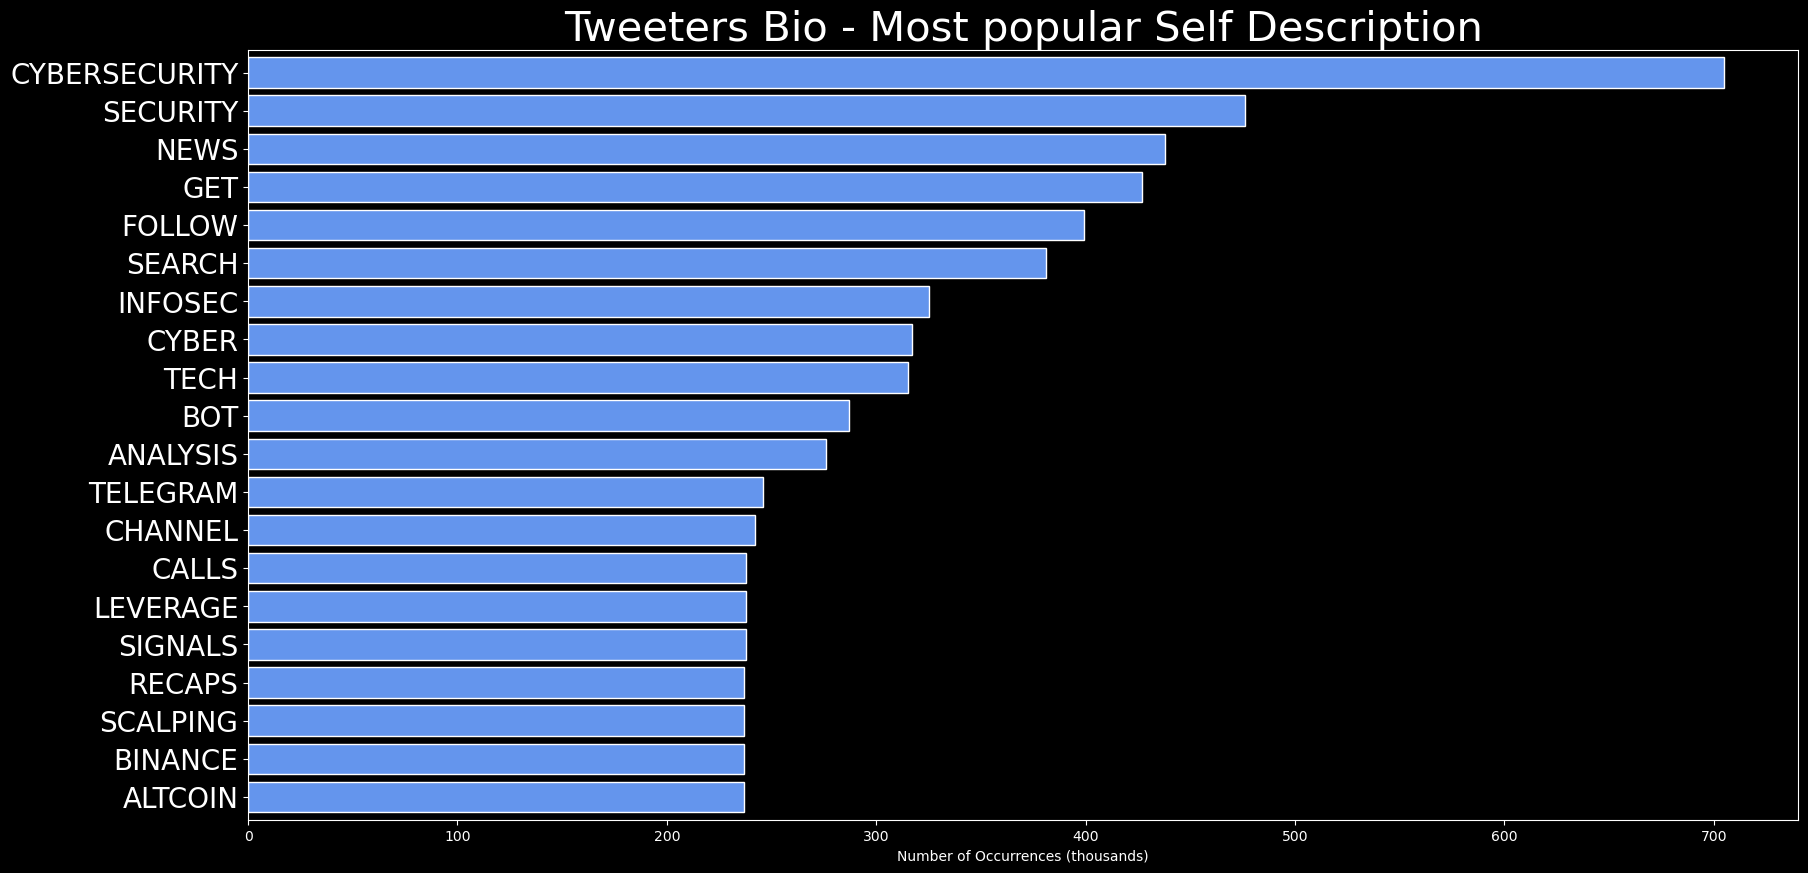 Tweeters Bio - Most popular Self Description
CYBERSECURITY
SECURITY
NEWS
GET
FOLLOW
SEARCH
INFOSEC
CYBER
TECH
BOT
ANALYSIS
TELEGRAM
CHANNEL
CALLS
LEVERAGE
SIGNALS
RECAPS
SCALPING
BINANCE
ALTCOIN
0 100 200 300 400 500 600 700
Number of Occurrences (thousands)